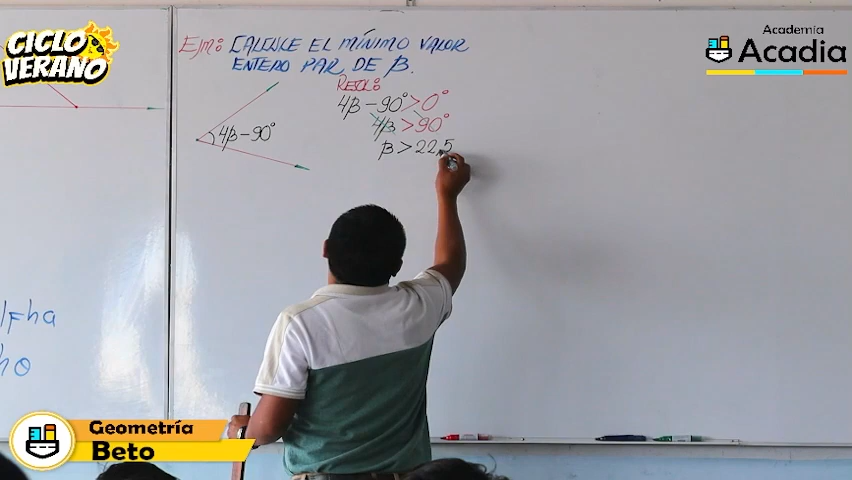 CICLO
VERANO
Academia
Acadia
Ejm: CALCULE EL MÍNIMO VALOR
ENTERO PAR DE β.
RESOL:
4β - 90° > 0°
4β > 90°
β > 22,5
4β - 90°
lFha
hO
Geometría
Beto